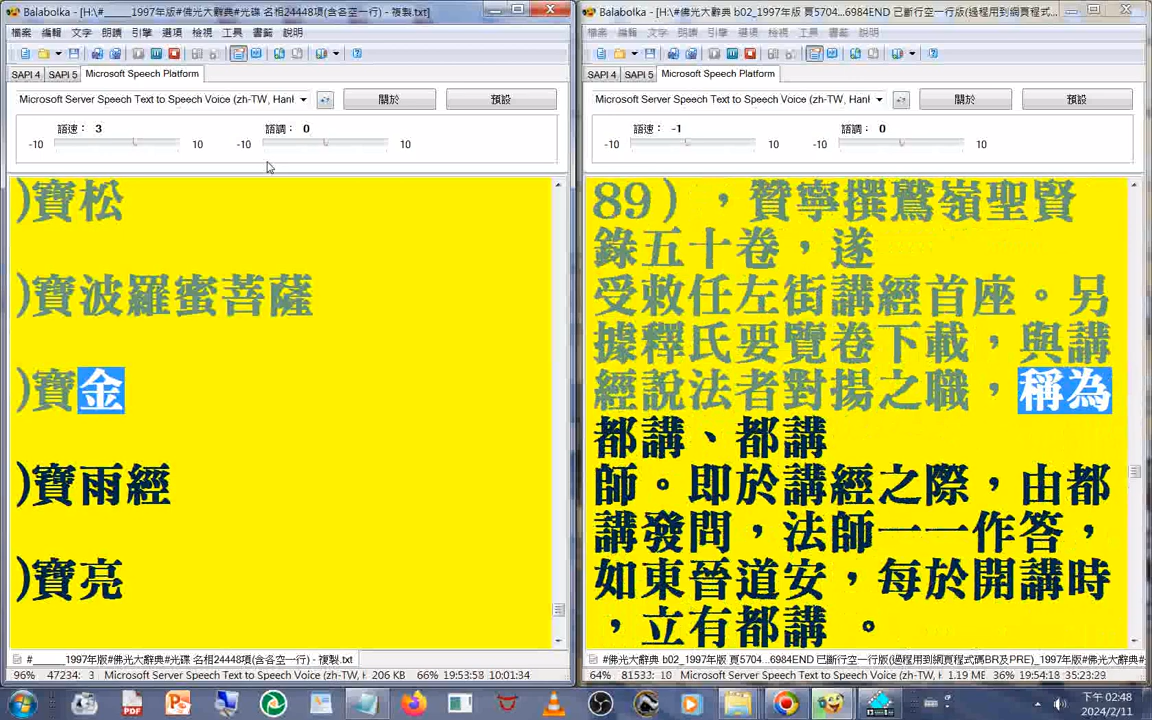 Balabolka - [H:\#_____1997年版#佛光大辭典#光碟 名相24448項(含各空一行) - 複製.txt]
檔案 編輯 文字 朗讀 引擎 選項 檢視 工具 書籤 說明
SAPI 4 SAPI 5 Microsoft Speech Platform
Microsoft Server Speech Text to Speech Voice (zh-TW, Hanl
關於
預設
語速： 3
語調： 0
-10 10 -10 10
)寶松
)寶波羅蜜菩薩
)寶金
)寶雨經
)寶亮
#______1997年版#佛光大辭典#光碟 名相24448項(含各空一行) - 複製.txt
96% 47234: 3 Microsoft Server Speech Text to Speech Voice (zh-TW, H 206 KB 66% 19:53:58 10:01:34
Balabolka - [H:\#佛光大辭典 b02_1997年版 頁5704...6984END 已斷行空一行版(過程用到網頁程式...
檔案 編輯 文字 朗讀 引擎 選項 檢視 工具 書籤 說明
SAPI 4 SAPI 5 Microsoft Speech Platform
Microsoft Server Speech Text to Speech Voice (zh-TW, Hanl
關於
預設
語速： -1
語調： 0
-10 10 -10 10
89），贊寧撰鷲嶺聖賢
錄五十卷，遂
受敕任左街講經首座。另
據釋氏要覽卷下載，與講
經說法者對揚之職，稱為
都講、都講
師。即於講經之際，由都
講發問，法師一一作答，
如東晉道安，每於開講時
，立有都講 。
#佛光大辭典 b02_1997年版 頁5704...6984END 已斷行空一行版(過程用到網頁程式碼BR及PRE)_1997年版#佛光大辭典#
64% 81533: 18 Microsoft Server Speech Text to Speech Voice (zh-TW, H 1.19 ME 36% 19:54:18 35:23:29
下午 02:48
2024/2/11